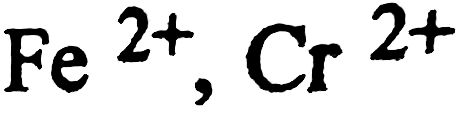 Fe ²⁺, Cr ²⁺